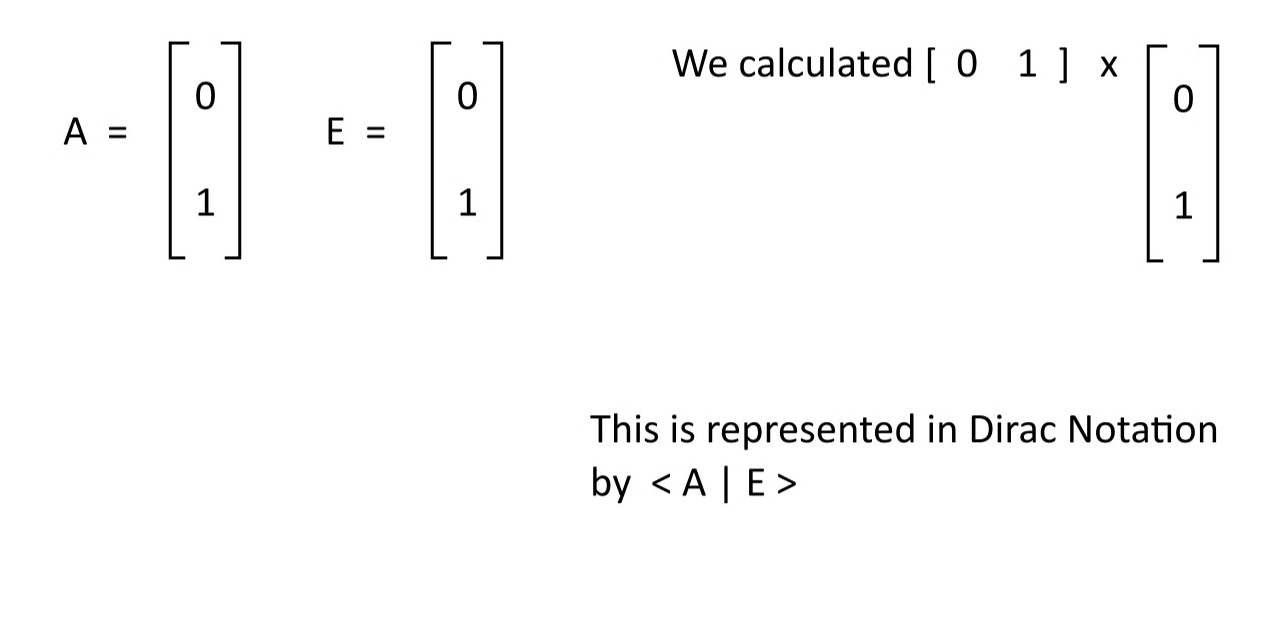 A = [ 0 1 ] E = [ 0 1 ] We calculated [ 0 1 ] x [ 0 1 ]
This is represented in Dirac Notation
by < A | E >